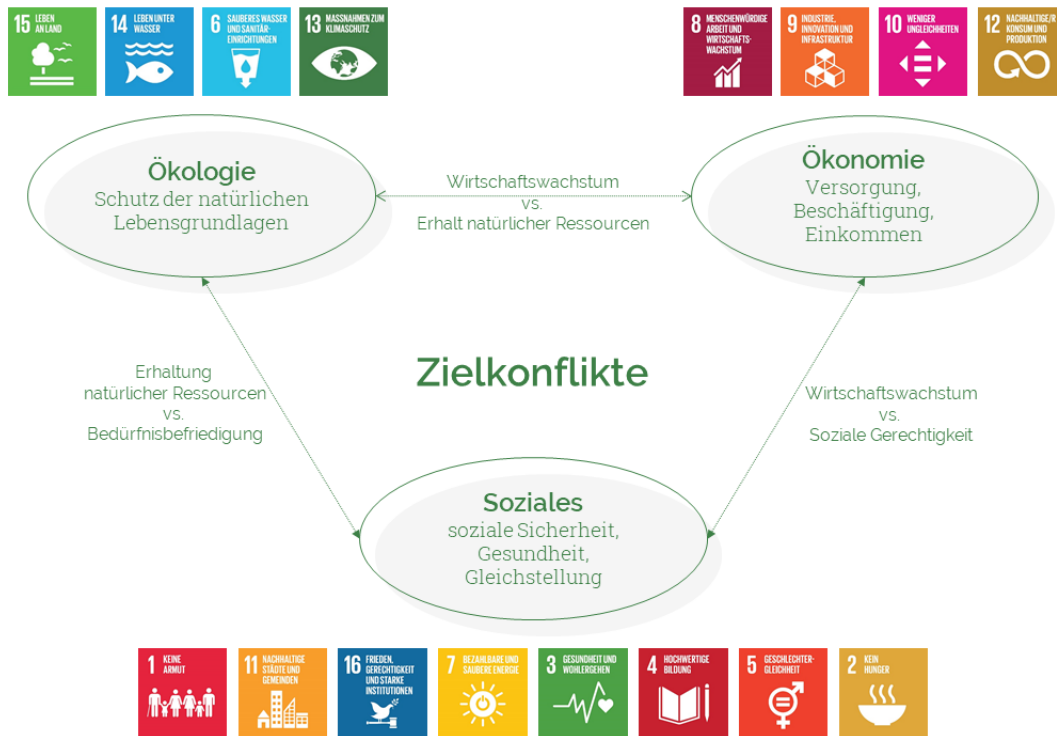 15 LEBEN
AN LAND
14 LEBEN UNTER
WASSER
6 SAUBERES WASSER
UND SANITÄR-
EINRICHTUNGEN
13 MASSNAHMEN ZUM
KLIMASCHUTZ
8 MENSCHENWÜRDIGE
ARBEIT UND
WIRTSCHAFTS-
WACHSTUM
9 INDUSTRIE,
INNOVATION UND
INFRASTRUKTUR
10 WENIGER
UNGLEICHHEITEN
12 NACHHALTIGE/R
KONSUM UND
PRODUKTION
Ökologie
Schutz der natürlichen
Lebensgrundlagen
Wirtschaftswachstum
vs.
Erhalt natürlicher Ressourcen
Ökonomie
Versorgung,
Beschäftigung,
Einkommen
Zielkonflikte
Erhaltung
natürlicher Ressourcen
vs.
Bedürfnisbefriedigung
Wirtschaftswachstum
vs.
Soziale Gerechtigkeit
Soziales
soziale Sicherheit,
Gesundheit,
Gleichstellung
1 KEINE
ARMUT
11 NACHHALTIGE
STÄDTE UND
GEMEINDEN
16 FRIEDEN,
GERECHTIGKEIT
UND STARKE
INSTITUTIONEN
7 BEZAHLBARE UND
SAUBERE ENERGIE
3 GESUNDHEIT UND
WOHLERGEHEN
4 HOCHWERTIGE
BILDUNG
5 GESCHLECHTER-
GLEICHHEIT
2 KEIN
HUNGER